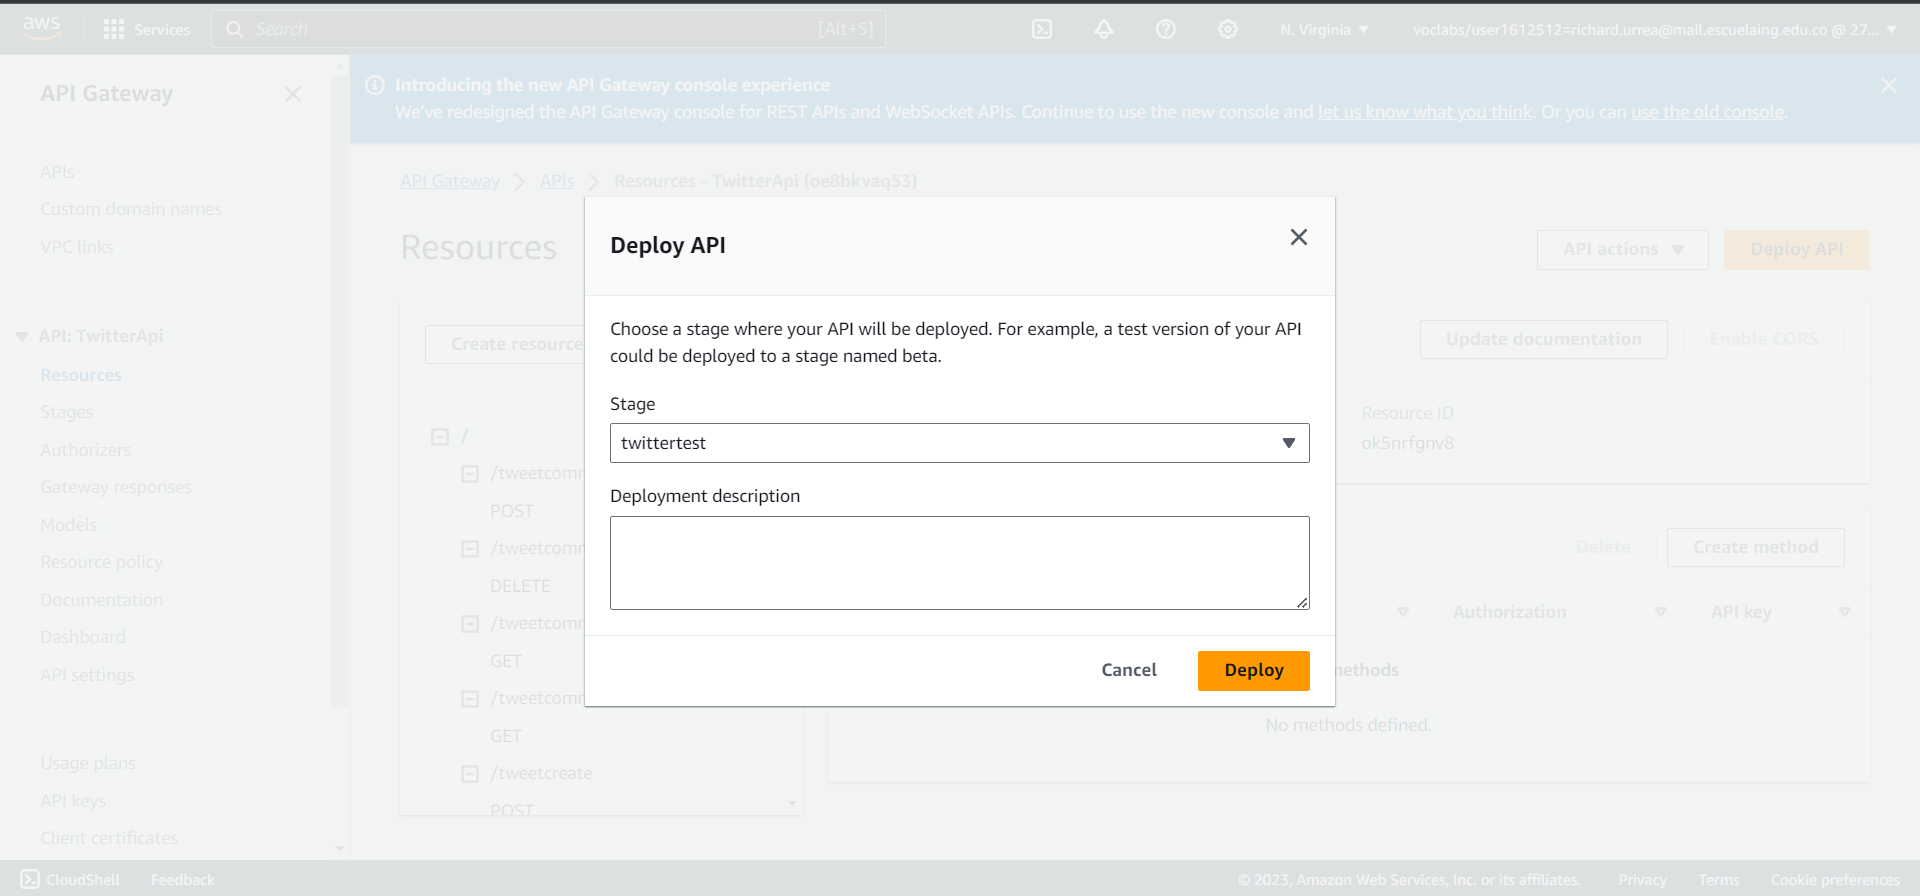 aws
Services
Search
[Alt+S]
N. Virginia
voclabs/user1612512=richard.urrea@mail.escuelaing.edu.co @ 27...
API Gateway
APIs
Custom domain names
VPC links
API: TwitterApi
Resources
Stages
Authorizers
Gateway responses
Models
Resource policy
Documentation
Dashboard
API settings
Usage plans
API keys
Client certificates
Introducing the new API Gateway console experience
We've redesigned the API Gateway console for REST APIs and WebSocket APIs. Continue to use the new console and let us know what you think. Or you can use the old console.
API Gateway
APIs
Resources - TwitterApi (oe8bkvaq53)
Resources
API actions
Deploy API
Create resource
/
/tweetcomm
POST
/tweetcomm
DELETE
/tweetcomm
GET
/tweetcomm
GET
/tweetcreate
POST
Update documentation
Enable CORS
Resource ID
ok5nrfgnv8
Delete
Create method
Authorization
API key
methods
No methods defined.
Deploy API
Choose a stage where your API will be deployed. For example, a test version of your API
could be deployed to a stage named beta.
Stage
twittertest
Deployment description
Cancel
Deploy
CloudShell
Feedback
© 2023, Amazon Web Services, Inc. or its affiliates.
Privacy
Terms
Cookie preferences